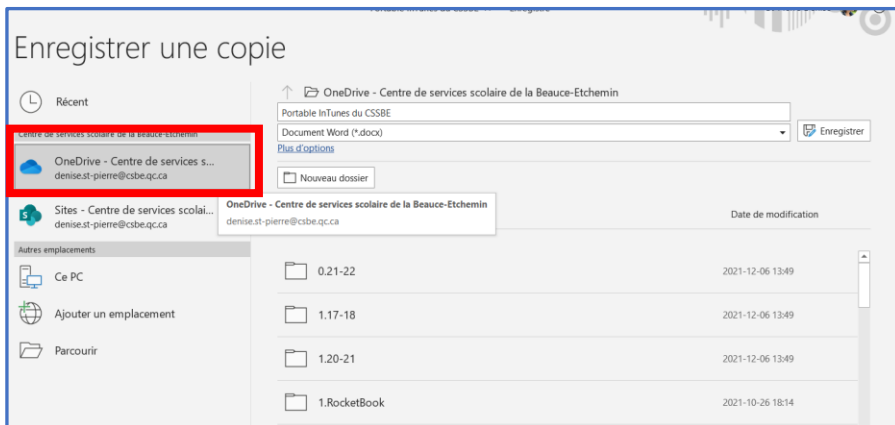 Enregistrer une copie
Récent
Centre de services scolaire de la Beauce-Etchemin
OneDrive - Centre de services s...
denise.st-pierre@csbe.qc.ca
Sites - Centre de services scolai...
denise.st-pierre@csbe.qc.ca
Autres emplacements
Ce PC
Ajouter un emplacement
Parcourir
OneDrive - Centre de services scolaire de la Beauce-Etchemin
Portable InTunes du CSSBE
Document Word (*.docx)
Enregistrer
Plus d'options
Nouveau dossier
OneDrive - Centre de services scolaire de la Beauce-Etchemin
denise.st-pierre@csbe.qc.ca
Date de modification
0.21-22 2021-12-06 13:49
1.17-18 2021-12-06 13:49
1.20-21 2021-12-06 13:49
1.RocketBook 2021-10-26 18:14